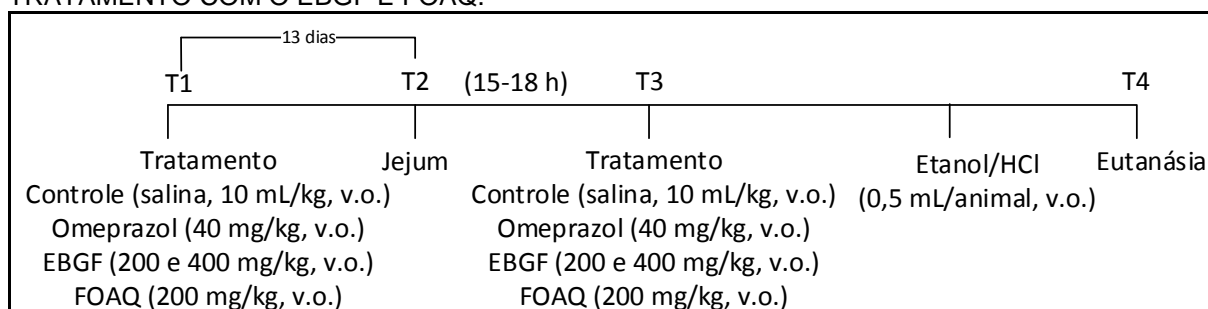 TRATAMENTO COM O EBGF E FOAQ.
13 dias
T1 T2 (15-18 h) T3 T4
Tratamento Jejum Tratamento Etanol/HCl Eutanásia
Controle (salina, 10 mL/kg, v.o.) Controle (salina, 10 mL/kg, v.o.) (0,5 mL/animal, v.o.)
Omeprazol (40 mg/kg, v.o.) Omeprazol (40 mg/kg, v.o.)
EBGF (200 e 400 mg/kg, v.o.) EBGF (200 e 400 mg/kg, v.o.)
FOAQ (200 mg/kg, v.o.) FOAQ (200 mg/kg, v.o.)